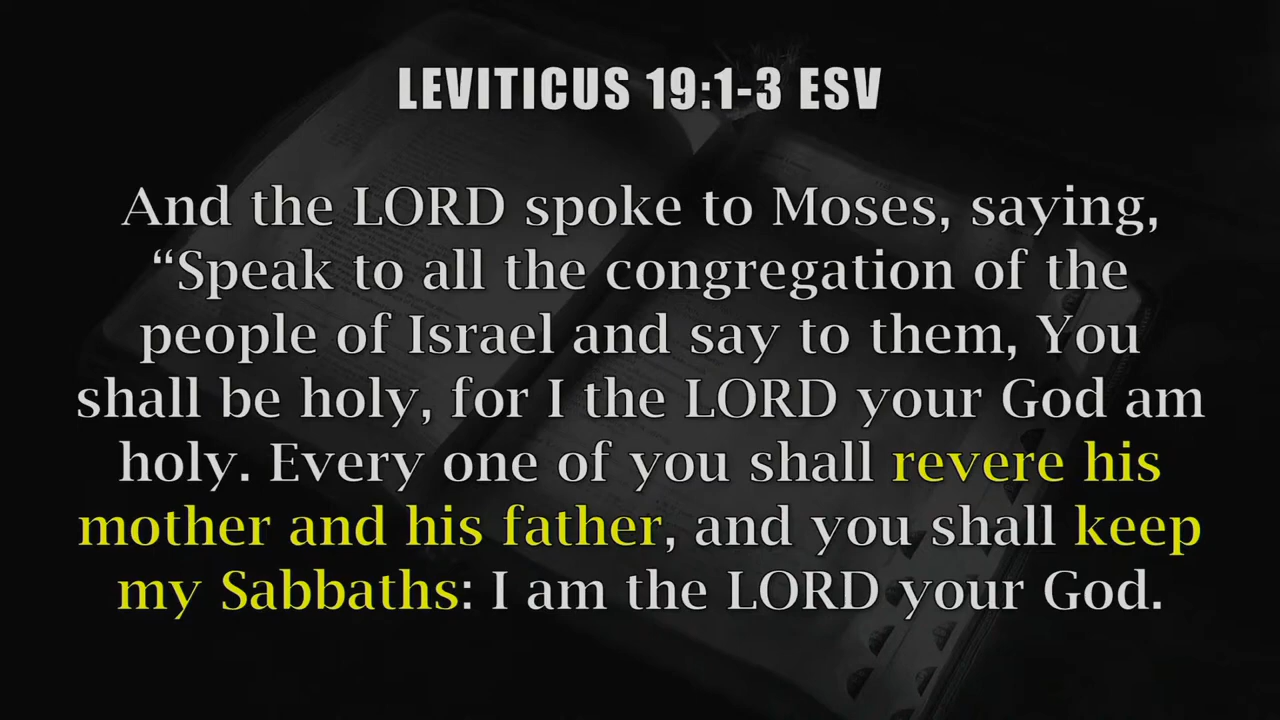 LEVITICUS 19:1-3 ESV
And the LORD spoke to Moses, saying,
“Speak to all the congregation of the
people of Israel and say to them, You
shall be holy, for I the LORD your God am
holy. Every one of you shall revere his
mother and his father, and you shall keep
my Sabbaths: I am the LORD your God.